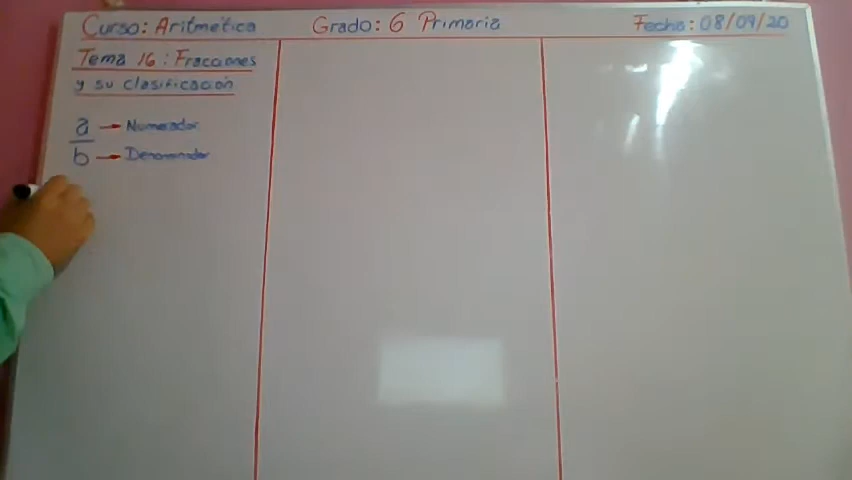 Curso: Aritmética Grado: 6 Primaria Fecha: 08/09/20
Tema 16: Fracciones
y su clasificación
a → Numerador
b → Denominador